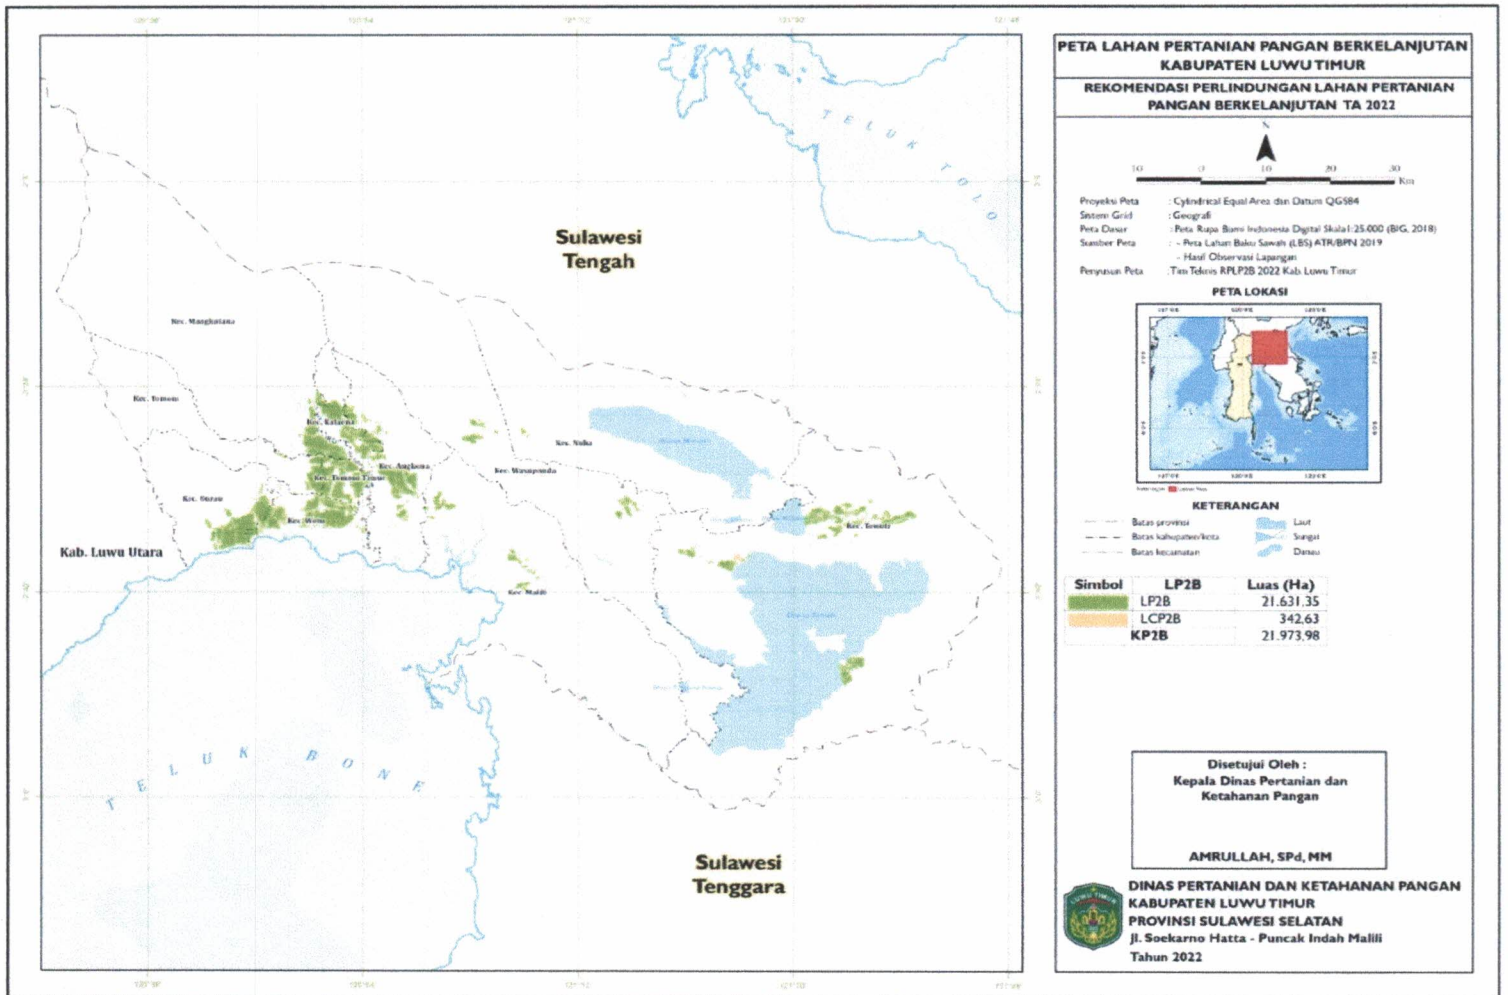 PETA LAHAN PERTANIAN PANGAN BERKELANJUTAN
KABUPATEN LUWU TIMUR
REKOMENDASI PERLINDUNGAN LAHAN PERTANIAN
PANGAN BERKELANJUTAN TA 2022
10 0 10 20 30
Km
Proyeksi Peta : Cylindrical Equal Area dan Datum QGS84
Sistem Grid : Geografi
Peta Dasar : Peta Rupa Bumi Indonesia Digital Skala1:25.000 (BIG, 2018)
Sumber Peta : - Peta Lahan Baku Sawah (LBS) ATR/BPN 2019
- Hasil Observasi Lapangan
Penyusun Peta : Tim Teknis RPLP2B 2022 Kab. Luwu Timur
PETA LOKASI
KETERANGAN
Batas provinsi
Batas kabupaten/kota
Batas kecamatan
Laut
Sungai
Danau
Simbol LP2B Luas (Ha)
LP2B 21.631,35
LCP2B 342,63
KP2B 21.973,98
Disetujui Oleh :
Kepala Dinas Pertanian dan
Ketahanan Pangan
AMRULLAH, SPd, MM
LUWU TIMUR
DINAS PERTANIAN DAN KETAHANAN PANGAN
KABUPATEN LUWU TIMUR
PROVINSI SULAWESI SELATAN
Jl. Soekarno Hatta - Puncak Indah Malili
Tahun 2022
TELUK TOLO
Sulawesi
Tengah
Kec. Mangkutana
Kec. Tomoni
Kec. Kalaena
Kec. Nuha
Kec. Angkona
Kec. Wasuponda
Kec. Tomoni Timur
Kec. Burau
Kec. Wotu
Kec. Towuti
Kab. Luwu Utara
Kec. Malili
TELUK BONE
Sulawesi
Tenggara